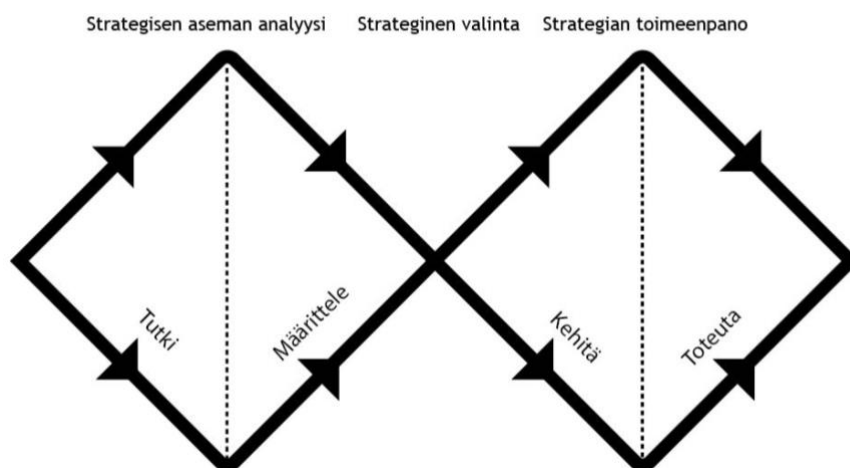 Strategisen aseman analyysi
Strateginen valinta
Strategian toimeenpano
Tutki
Määrittele
Kehitä
Toteuta